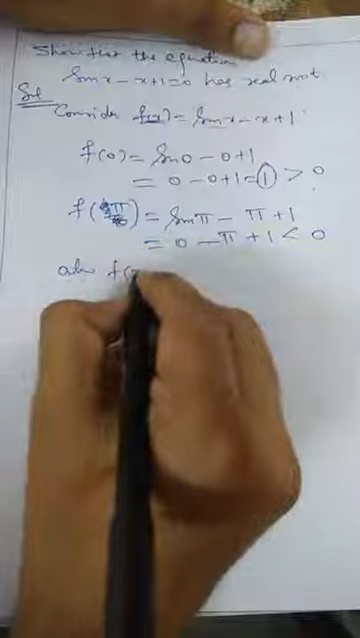 Show that the equation
Sin x - x + 1 = 0 has real root
Sol Consider f(x) = Sin x - x + 1
f(0) = Sin 0 - 0 + 1
= 0 - 0 + 1 = 1 > 0
f(π) = Sin π - π + 1
= 0 - π + 1 < 0
also f(